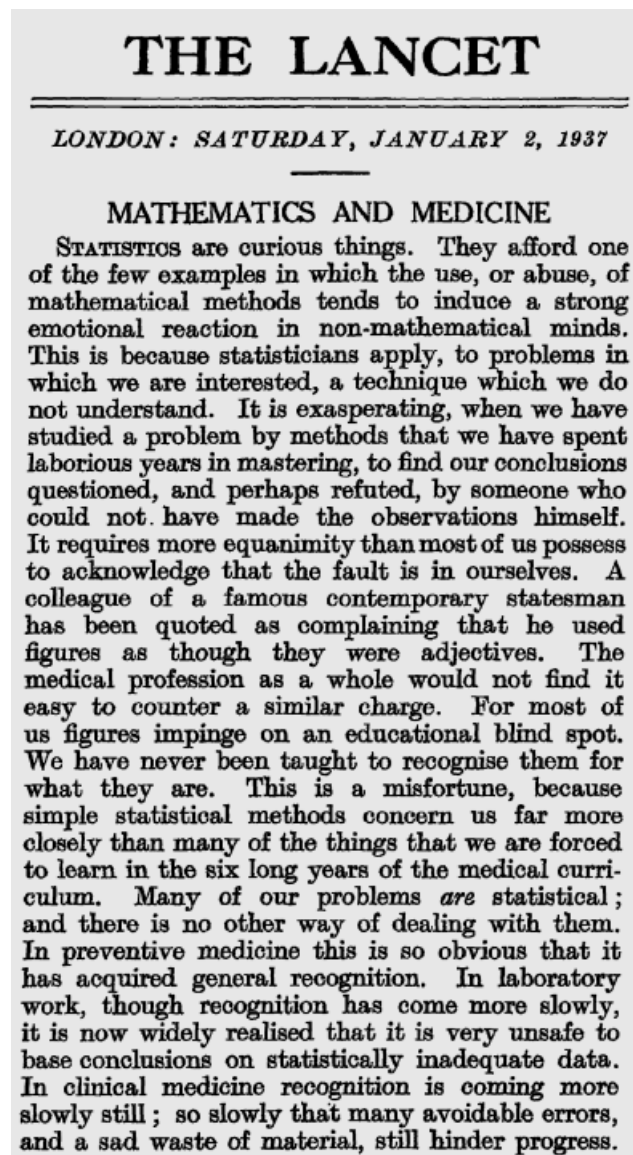 THE LANCET
LONDON: SATURDAY, JANUARY 2, 1937
MATHEMATICS AND MEDICINE
STATISTICS are curious things. They afford one
of the few examples in which the use, or abuse, of
mathematical methods tends to induce a strong
emotional reaction in non-mathematical minds.
This is because statisticians apply, to problems in
which we are interested, a technique which we do
not understand. It is exasperating, when we have
studied a problem by methods that we have spent
laborious years in mastering, to find our conclusions
questioned, and perhaps refuted, by someone who
could not have made the observations himself.
It requires more equanimity than most of us possess
to acknowledge that the fault is in ourselves. A
colleague of a famous contemporary statesman
has been quoted as complaining that he used
figures as though they were adjectives. The
medical profession as a whole would not find it
easy to counter a similar charge. For most of
us figures impinge on an educational blind spot.
We have never been taught to recognise them for
what they are. This is a misfortune, because
simple statistical methods concern us far more
closely than many of the things that we are forced
to learn in the six long years of the medical curri-
culum. Many of our problems are statistical;
and there is no other way of dealing with them.
In preventive medicine this is so obvious that it
has acquired general recognition. In laboratory
work, though recognition has come more slowly,
it is now widely realised that it is very unsafe to
base conclusions on statistically inadequate data.
In clinical medicine recognition is coming more
slowly still; so slowly that many avoidable errors,
and a sad waste of material, still hinder progress.